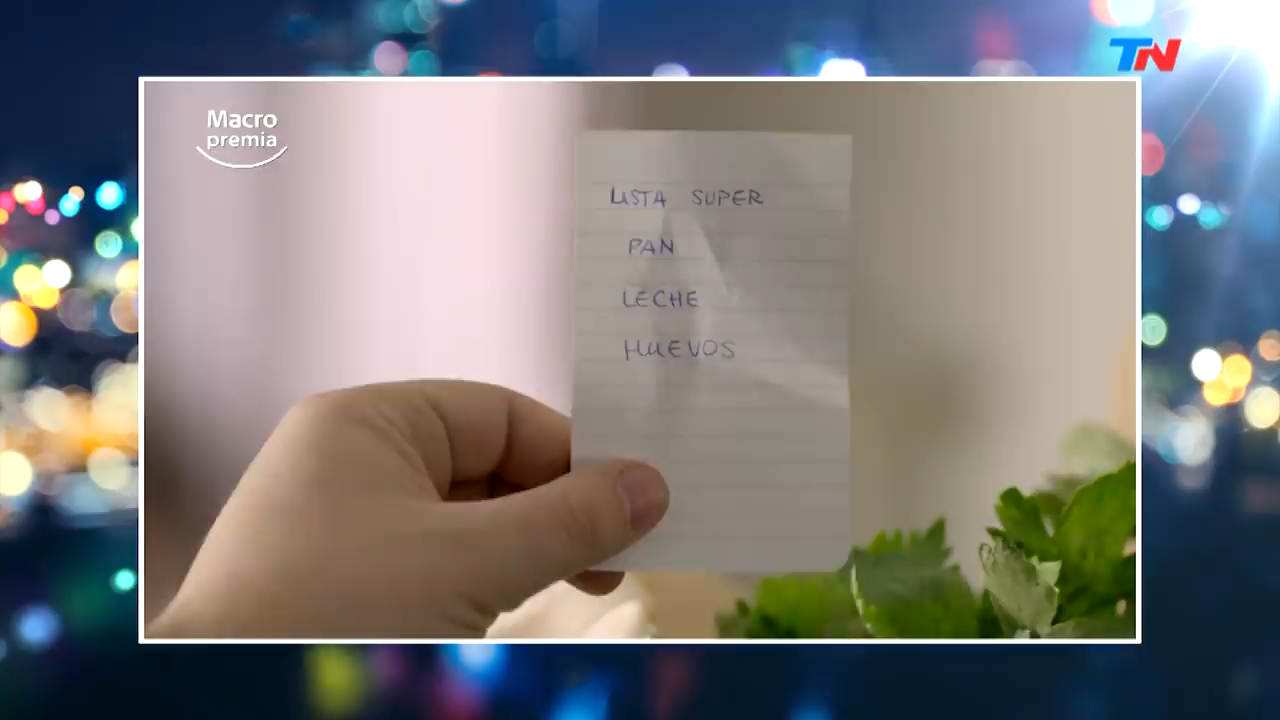 TN
Macro
premia
LISTA SUPER
PAN
LECHE
HUEVOS